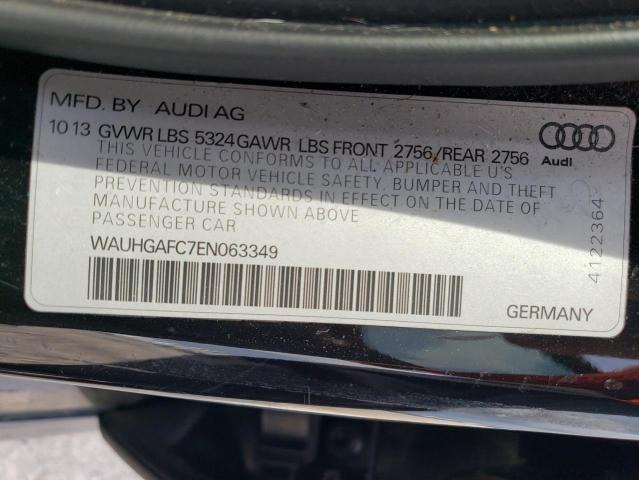 MFD. BY AUDI AG
10 13 GVWR LBS 5324 GAWR LBS FRONT 2756/REAR 2756
THIS VEHICLE CONFORMS TO ALL APPLICABLE U'S
FEDERAL MOTOR VEHICLE SAFETY, BUMPER AND THEFT
PREVENTION STANDARDS IN EFFECT ON THE DATE OF
MANUFACTURE SHOWN ABOVE
PASSENGER CAR
WAUHGAFC7EN063349
Audi
4122364
GERMANY